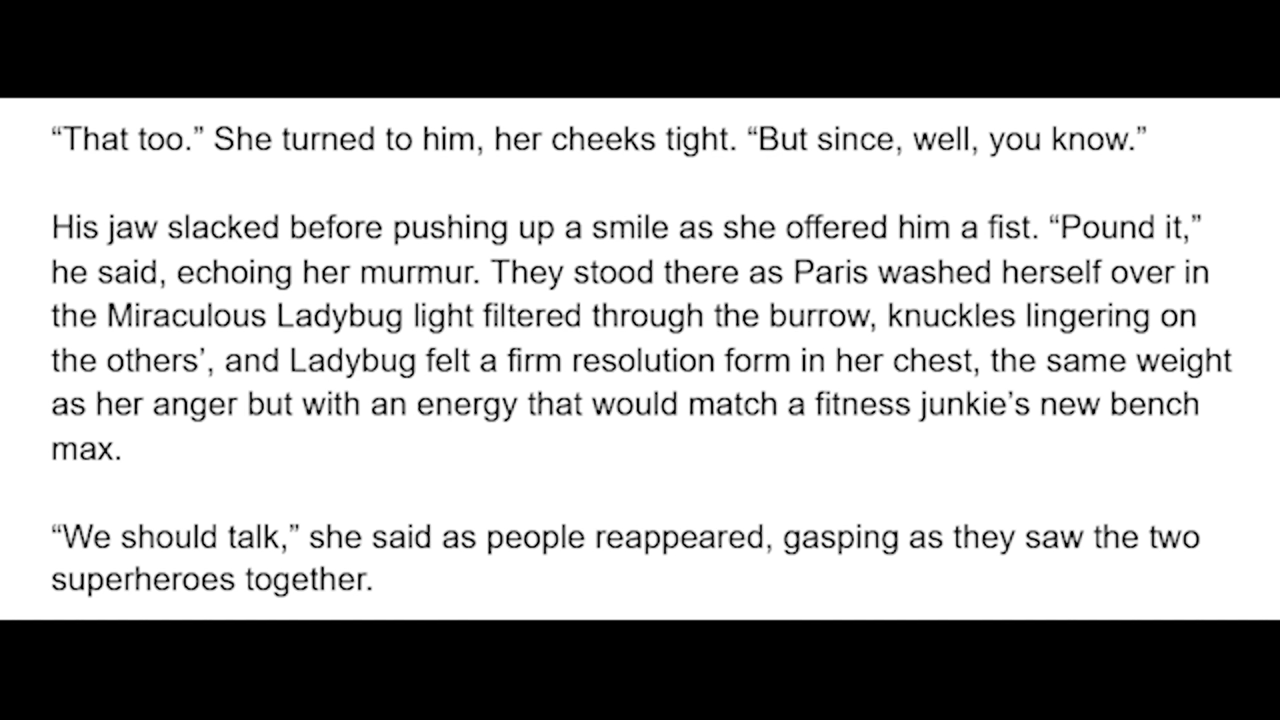 “That too.” She turned to him, her cheeks tight. “But since, well, you know.”
His jaw slacked before pushing up a smile as she offered him a fist. “Pound it,”
he said, echoing her murmur. They stood there as Paris washed herself over in
the Miraculous Ladybug light filtered through the burrow, knuckles lingering on
the others’, and Ladybug felt a firm resolution form in her chest, the same weight
as her anger but with an energy that would match a fitness junkie’s new bench
max.
“We should talk,” she said as people reappeared, gasping as they saw the two
superheroes together.